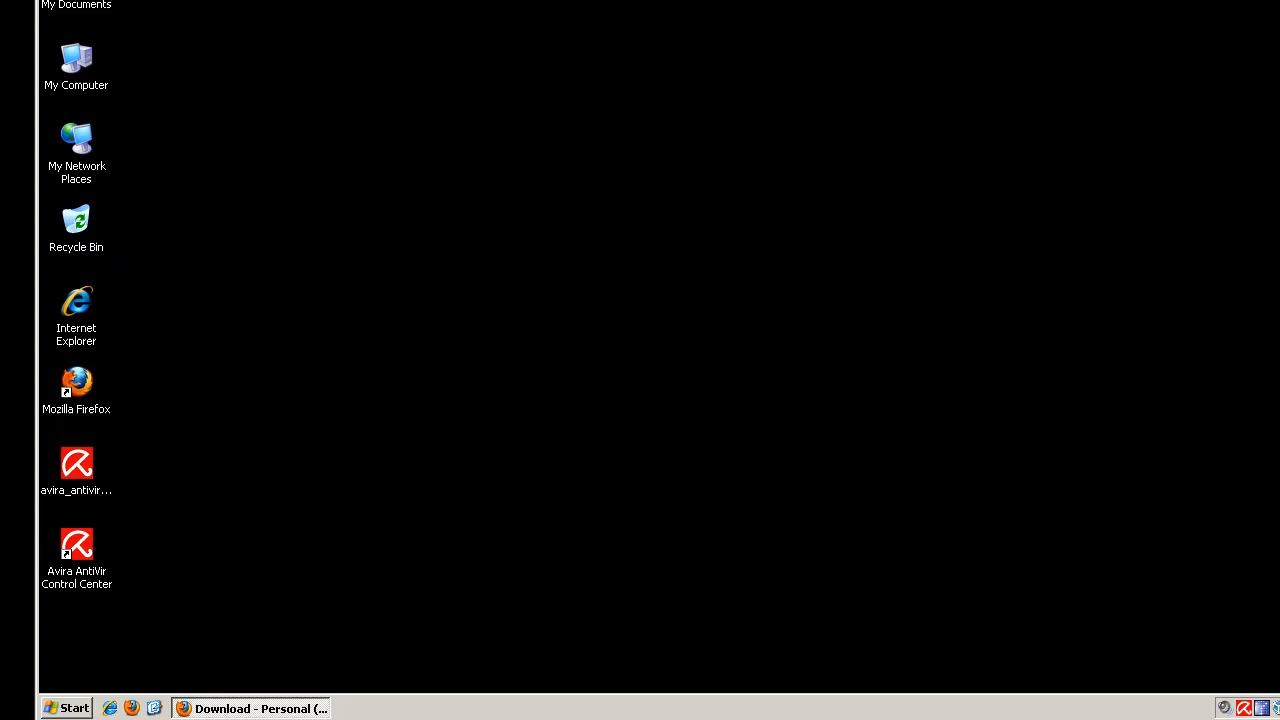 My Documents
My Computer
My Network
Places
Recycle Bin
Internet
Explorer
Mozilla Firefox
avira_antivir...
Avira AntiVir
Control Center
Start
Download - Personal (...